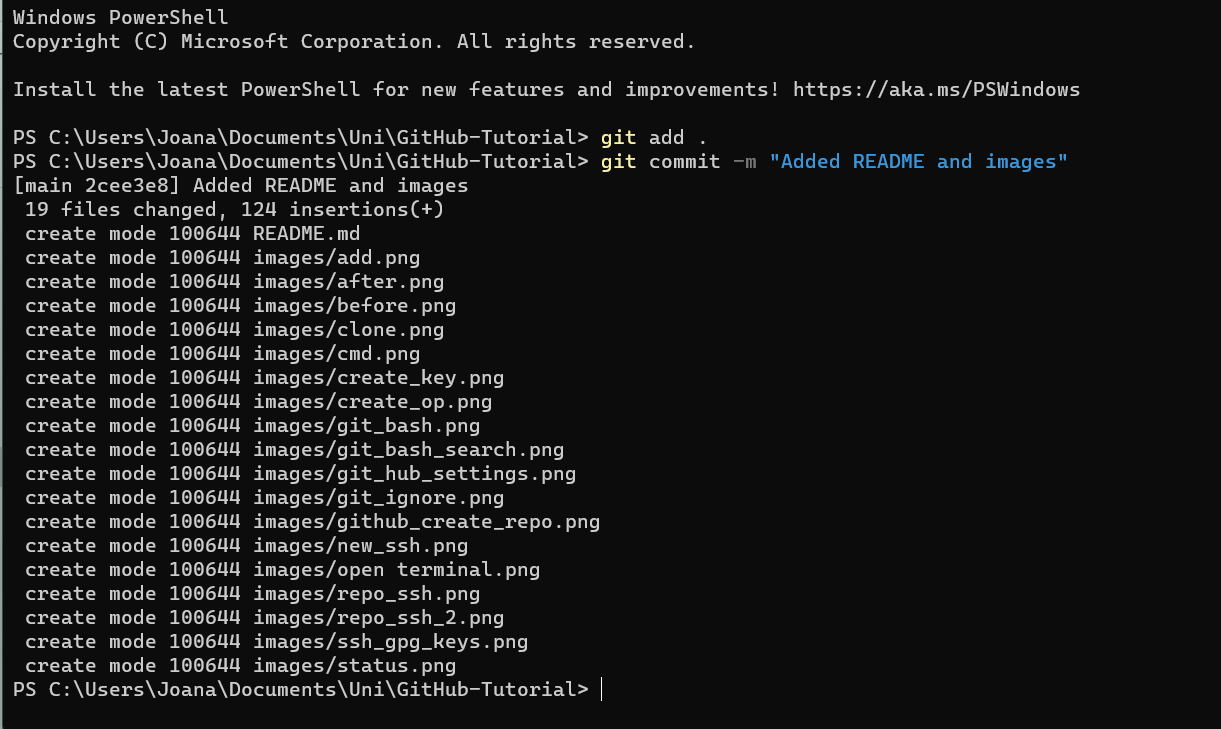 Windows PowerShell
Copyright (C) Microsoft Corporation. All rights reserved.
Install the latest PowerShell for new features and improvements! https://aka.ms/PSWindows
PS C:\Users\Joana\Documents\Uni\GitHub-Tutorial> git add .
PS C:\Users\Joana\Documents\Uni\GitHub-Tutorial> git commit -m "Added README and images"
[main 2cee3e8] Added README and images
 19 files changed, 124 insertions(+)
 create mode 100644 README.md
 create mode 100644 images/add.png
 create mode 100644 images/after.png
 create mode 100644 images/before.png
 create mode 100644 images/clone.png
 create mode 100644 images/cmd.png
 create mode 100644 images/create_key.png
 create mode 100644 images/create_op.png
 create mode 100644 images/git_bash.png
 create mode 100644 images/git_bash_search.png
 create mode 100644 images/git_hub_settings.png
 create mode 100644 images/git_ignore.png
 create mode 100644 images/github_create_repo.png
 create mode 100644 images/new_ssh.png
 create mode 100644 images/open terminal.png
 create mode 100644 images/repo_ssh.png
 create mode 100644 images/repo_ssh_2.png
 create mode 100644 images/ssh_gpg_keys.png
 create mode 100644 images/status.png
PS C:\Users\Joana\Documents\Uni\GitHub-Tutorial>